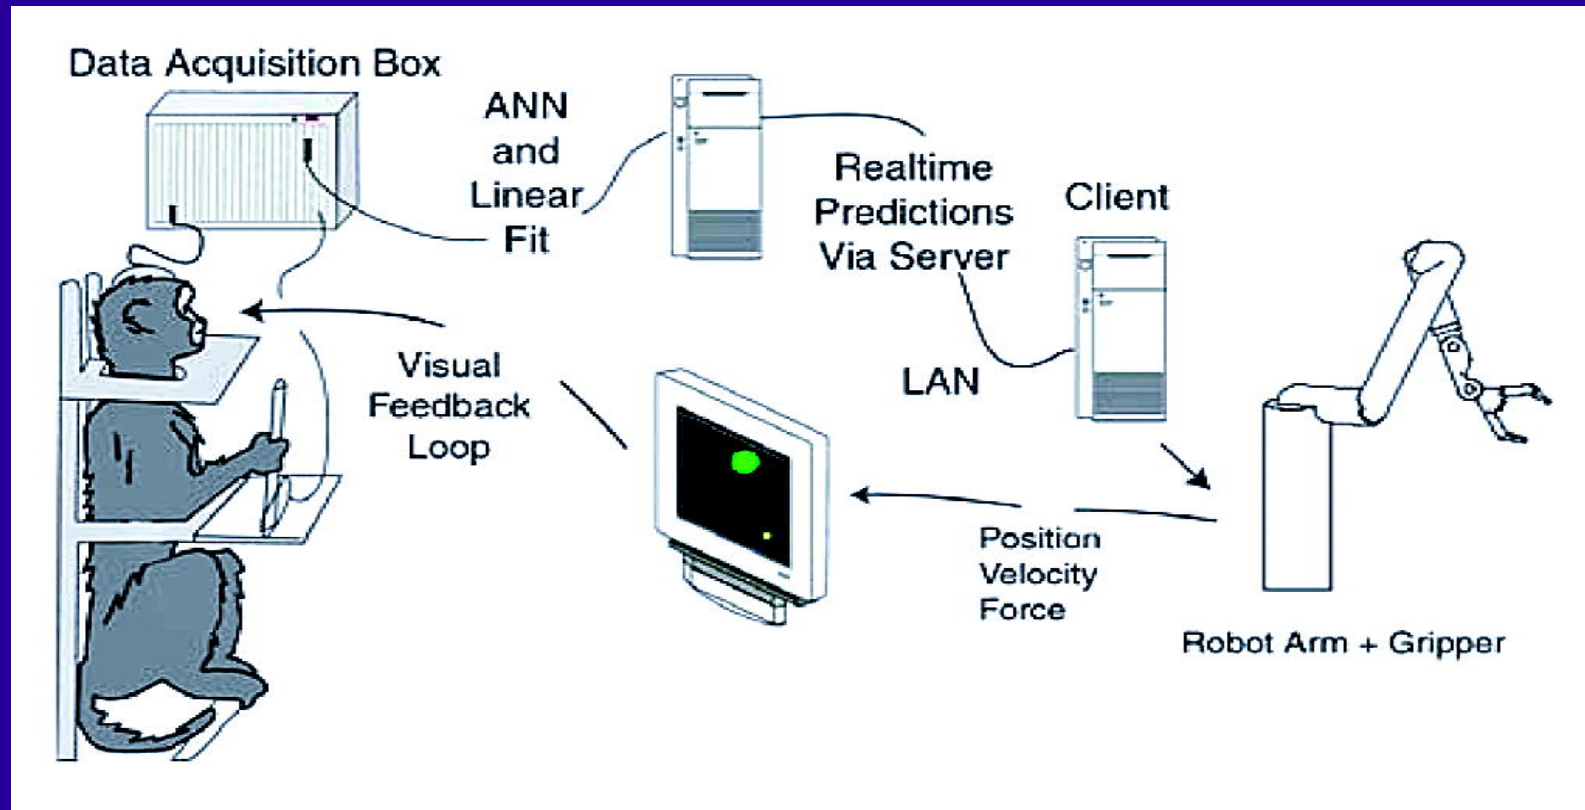 Data Acquisition Box
ANN
and
Linear
Fit
Realtime
Predictions
Via Server
Client
LAN
Visual
Feedback
Loop
Position
Velocity
Force
Robot Arm + Gripper